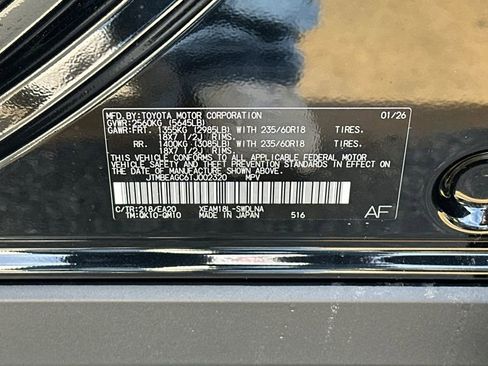 MFD.BY:TOYOTA MOTOR CORPORATION 01/26
GVWR:2560KG (5645LB)
GAWR:FRT. 1355KG (2985LB) WITH 235/60R18 TIRES.
18X7 1/2J RIMS.
RR. 1400KG (3085LB) WITH 235/60R18 TIRES.
18X7 1/2J RIMS.
THIS VEHICLE CONFORMS TO ALL APPLICABLE FEDERAL MOTOR
VEHICLE SAFETY AND THEFT PREVENTION STANDARDS IN EFFECT
ON THE DATE OF MANUFACTURE SHOWN ABOVE.
JTMBEAGC6TJ002320 MPV
C/TR:218/EA20 XEAM18L-SWDLNA
TM:QK10-QM10 MADE IN JAPAN 516
AF